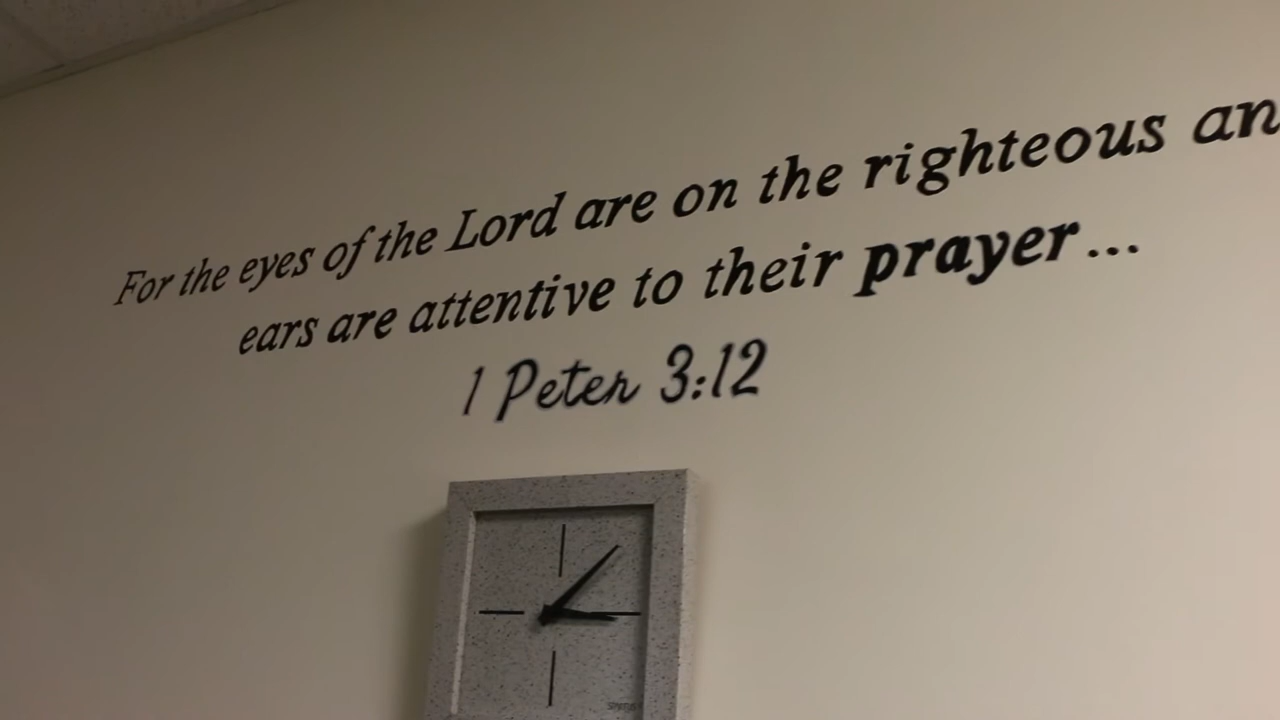 For the eyes of the Lord are on the righteous an
ears are attentive to their prayer...
1 Peter 3:12